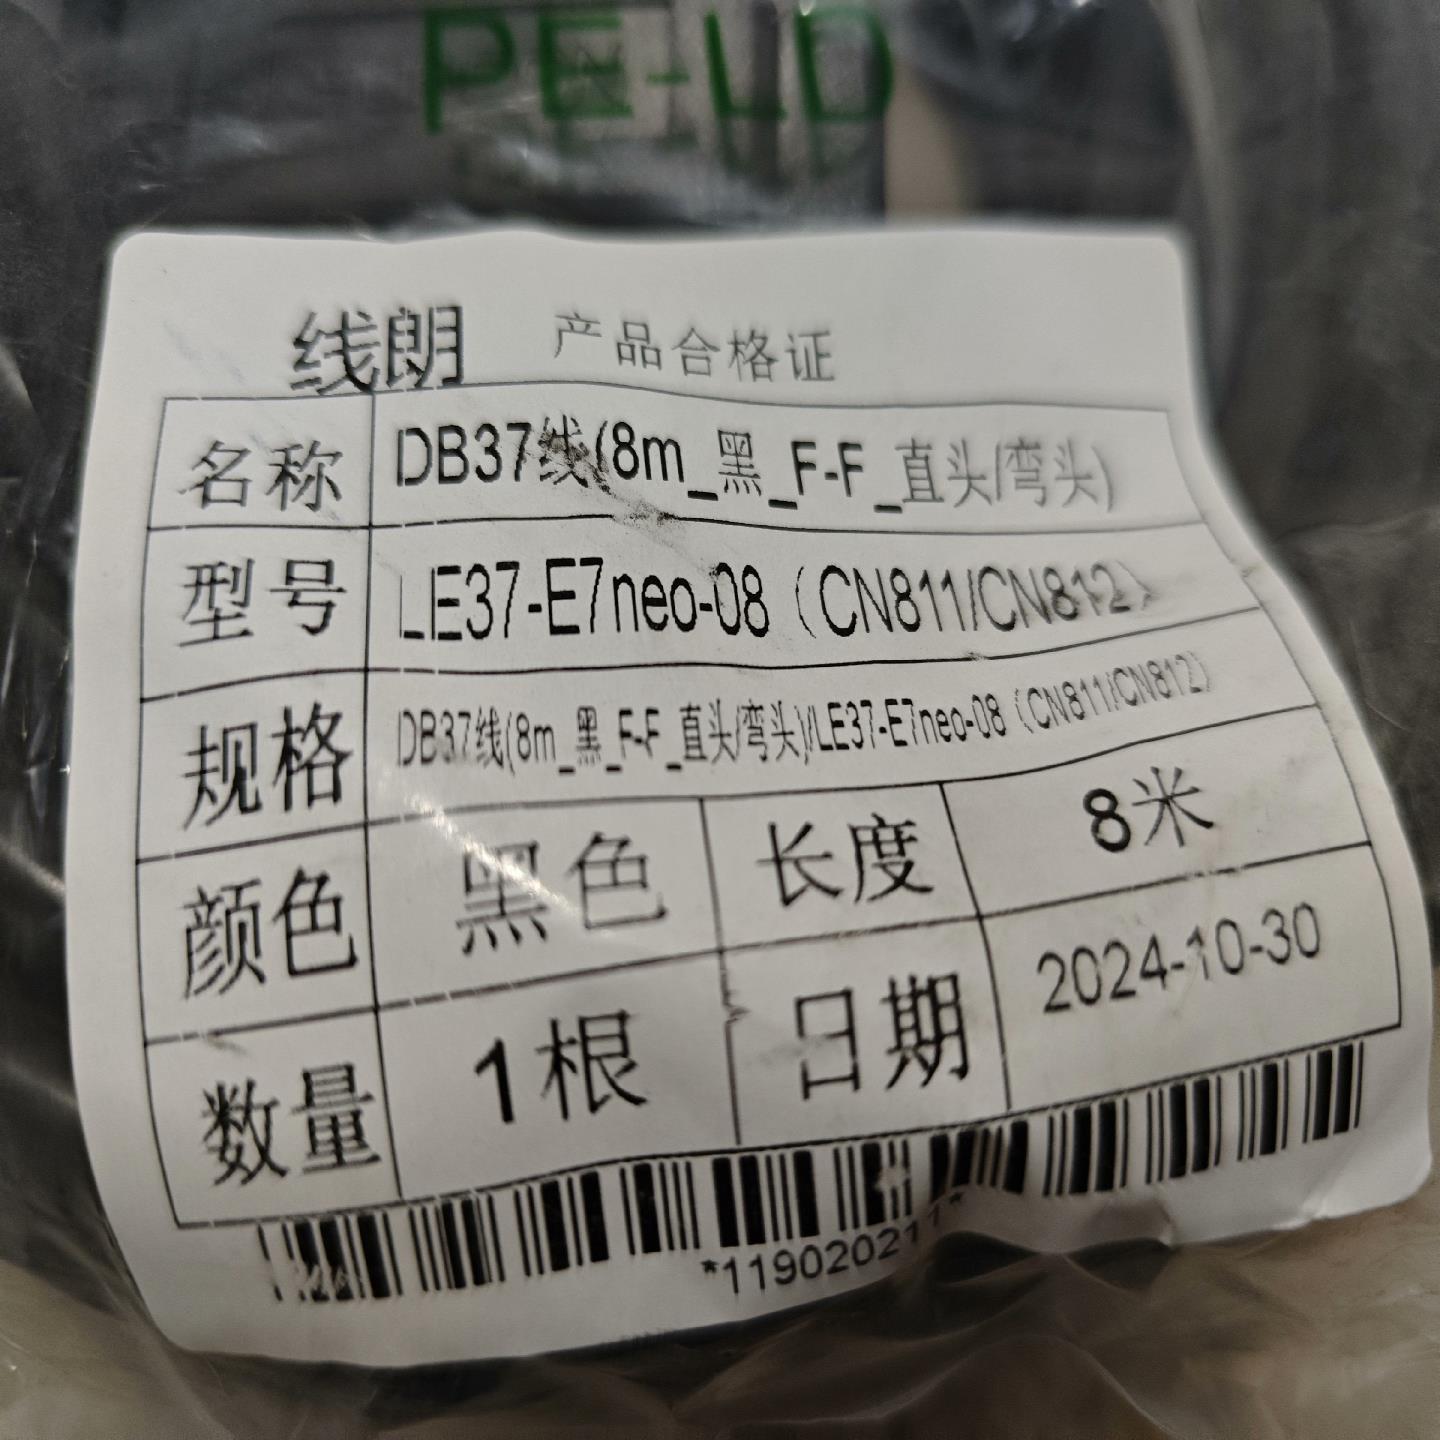 PE-LD
线朗 产品合格证
名称 DB37线(8m_黑_F-F_直头/弯头)
型号 LE37-E7neo-08（CN811/CN812）
规格 DB37线(8m_黑_F-F_直头/弯头)/LE37-E7neo-08（CN811/CN812）
颜色 黑色 长度 8米
数量 1根 日期 2024-10-30
*119020211*